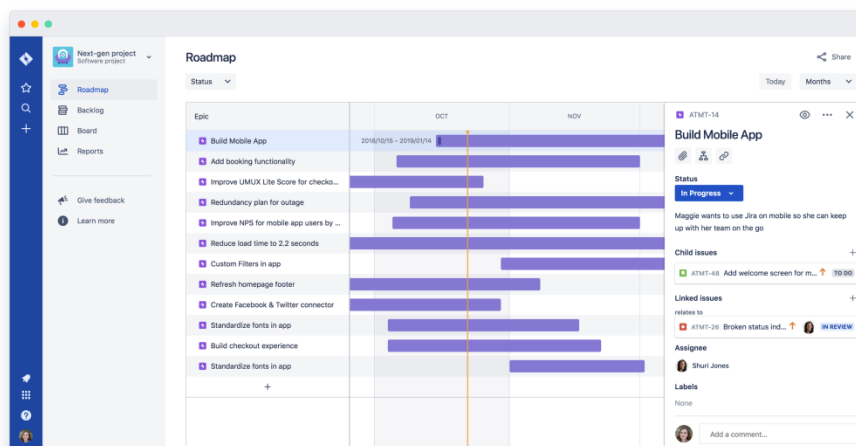 Next-gen project
Software project
Roadmap
Backlog
Board
Reports
Give feedback
Learn more
Roadmap
Share
Status
Today
Months
Epic
OCT
NOV
Build Mobile App
2018/10/15 – 2019/01/14
Add booking functionality
Improve UMUX Lite Score for checko...
Redundancy plan for outage
Improve NPS for mobile app users by ...
Reduce load time to 2.2 seconds
Custom Filters in app
Refresh homepage footer
Create Facebook & Twitter connector
Standardize fonts in app
Build checkout experience
Standardize fonts in app
ATMT-14
Build Mobile App
Status
In Progress
Maggie wants to use Jira on mobile so she can keep
up with her team on the go
Child issues
ATMT-48 Add welcome screen for m... TO DO
Linked issues
relates to
ATMT-26 Broken status ind... IN REVIEW
Assignee
Shuri Jones
Labels
None
Add a comment...